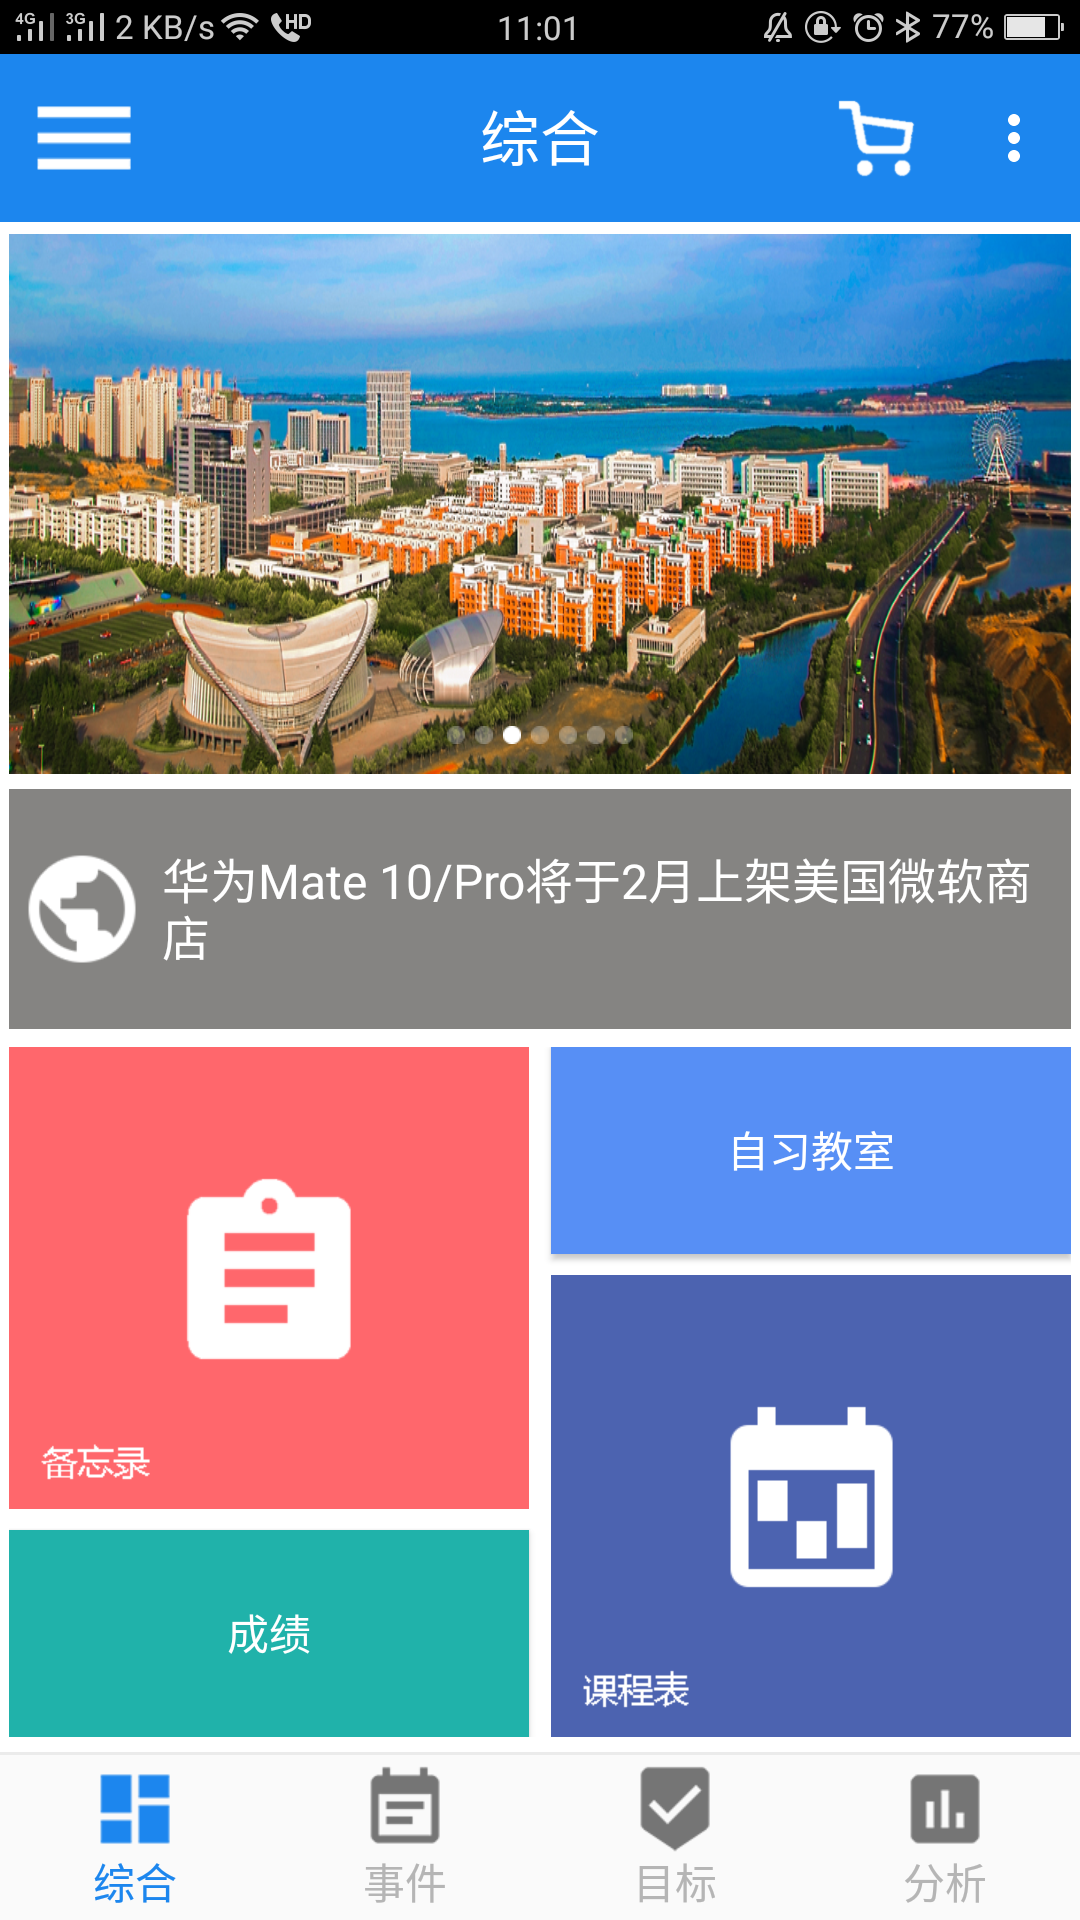 4G 3G 2 KB/s HD 11:01 77%
综合
华为Mate 10/Pro将于2月上架美国微软商
店
自习教室
备忘录
成绩
课程表
综合 事件 目标 分析